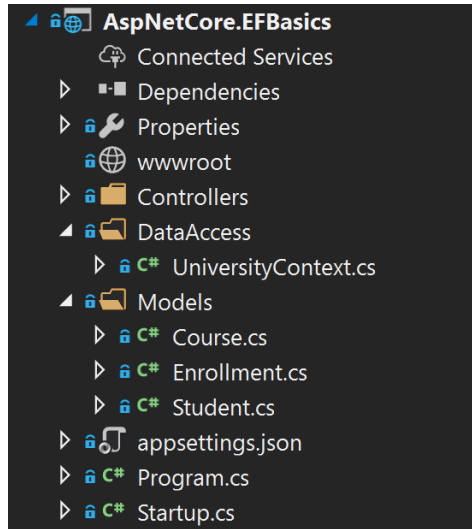 AspNetCore.EFBasics
Connected Services
Dependencies
Properties
wwwroot
Controllers
DataAccess
C# UniversityContext.cs
Models
C# Course.cs
C# Enrollment.cs
C# Student.cs
appsettings.json
C# Program.cs
C# Startup.cs